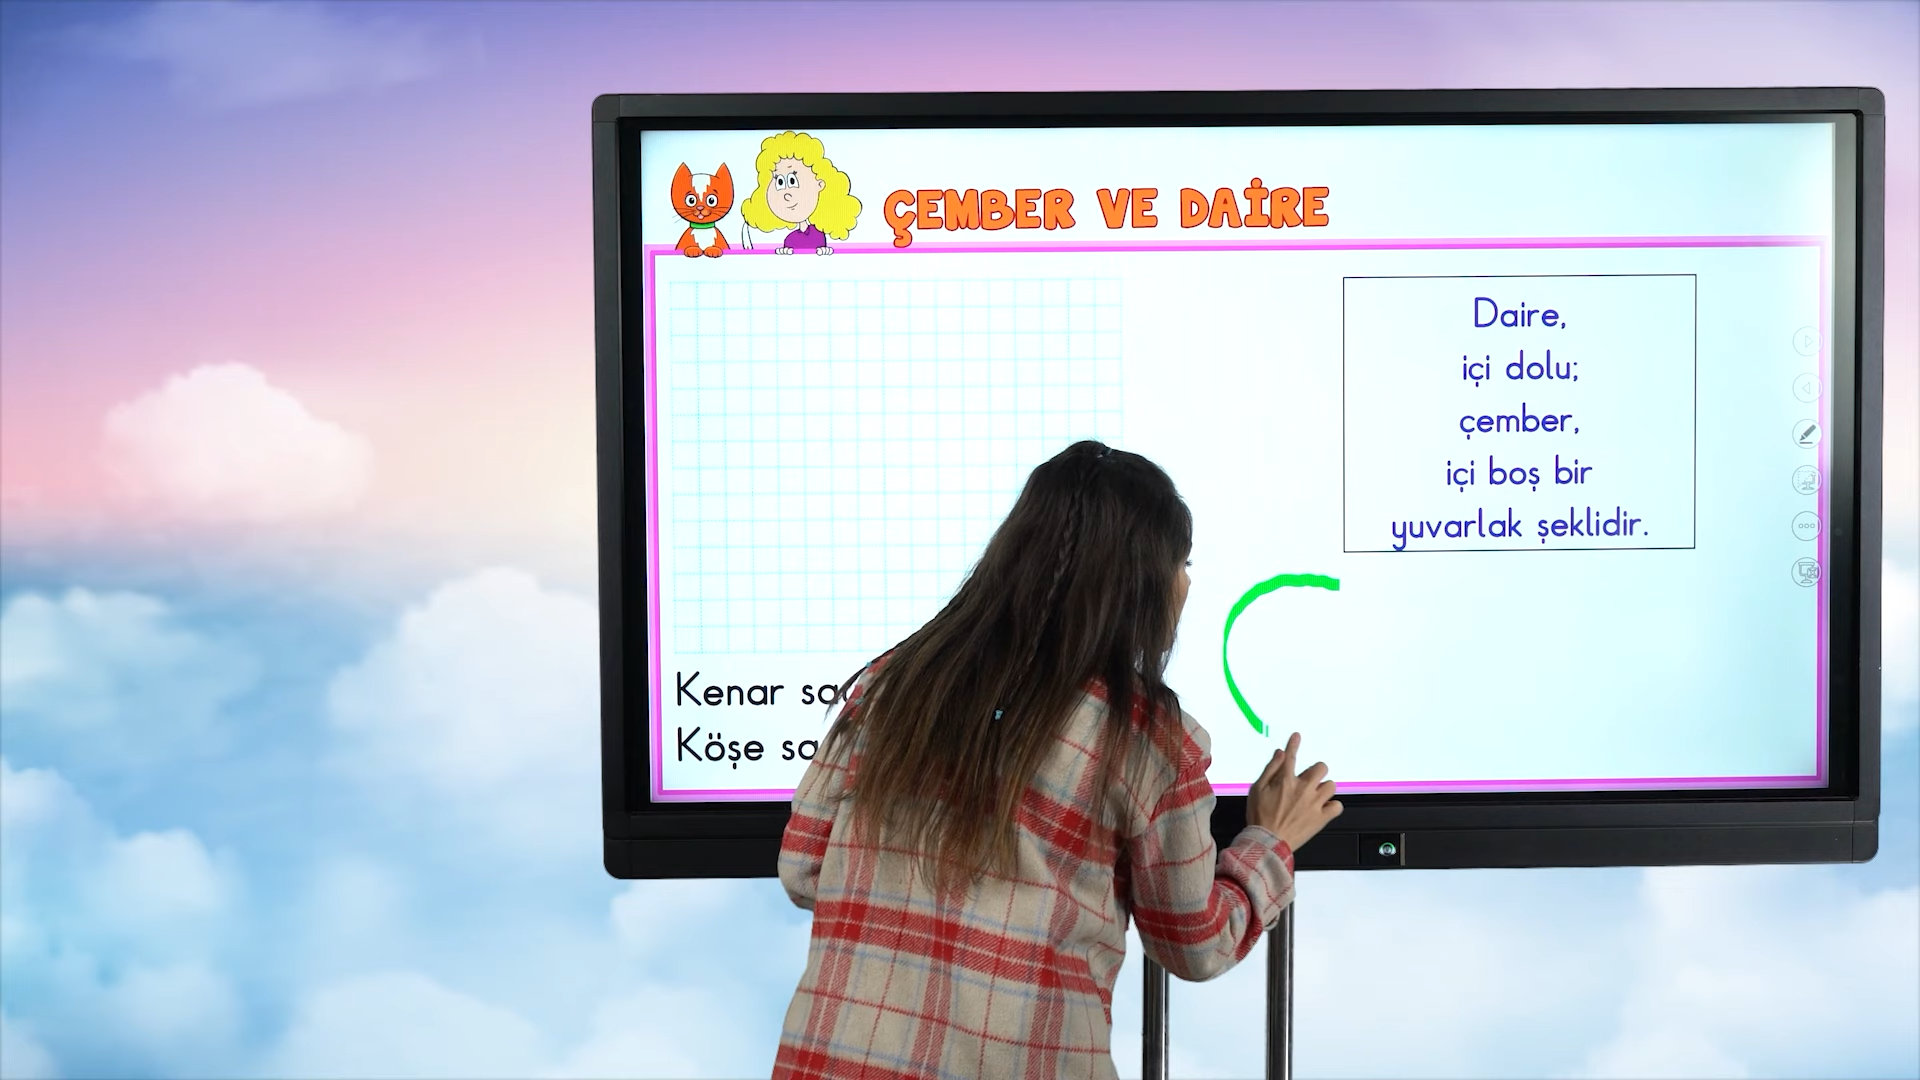 ÇEMBER VE DAİRE
Daire,
içi dolu;
çember,
içi boş bir
yuvarlak şeklidir.
Kenar
Köşe